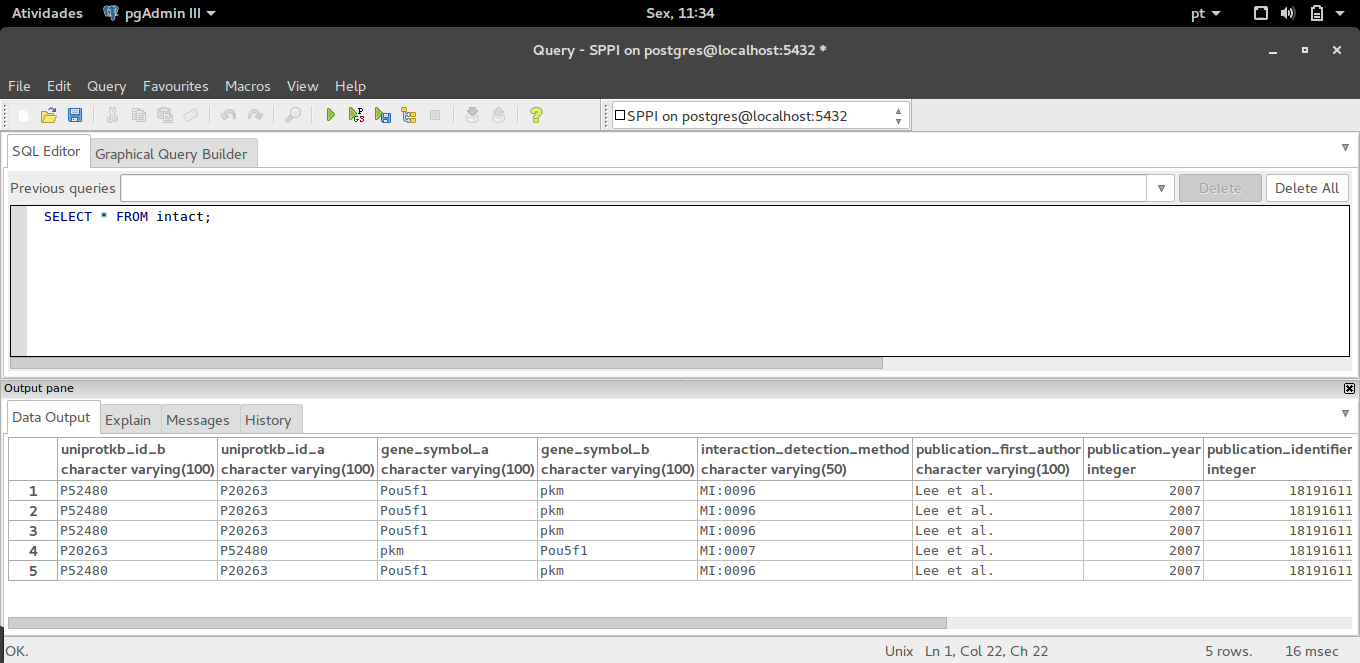 Atividades pgAdmin III Sex, 11:34 pt
Query - SPPI on postgres@localhost:5432 *
File Edit Query Favourites Macros View Help
SPPI on postgres@localhost:5432
SQL Editor Graphical Query Builder
Previous queries Delete Delete All
SELECT * FROM intact;
Output pane
Data Output Explain Messages History
uniprotkb_id_b uniprotkb_id_a gene_symbol_a gene_symbol_b interaction_detection_method publication_first_author publication_year publication_identifier
character varying(100) character varying(100) character varying(100) character varying(100) character varying(50) character varying(100) integer integer
1 P52480 P20263 Pou5f1 pkm MI:0096 Lee et al. 2007 18191611
2 P52480 P20263 Pou5f1 pkm MI:0096 Lee et al. 2007 18191611
3 P52480 P20263 Pou5f1 pkm MI:0096 Lee et al. 2007 18191611
4 P20263 P52480 pkm Pou5f1 MI:0007 Lee et al. 2007 18191611
5 P52480 P20263 Pou5f1 pkm MI:0096 Lee et al. 2007 18191611
OK. Unix Ln 1, Col 22, Ch 22 5 rows. 16 msec